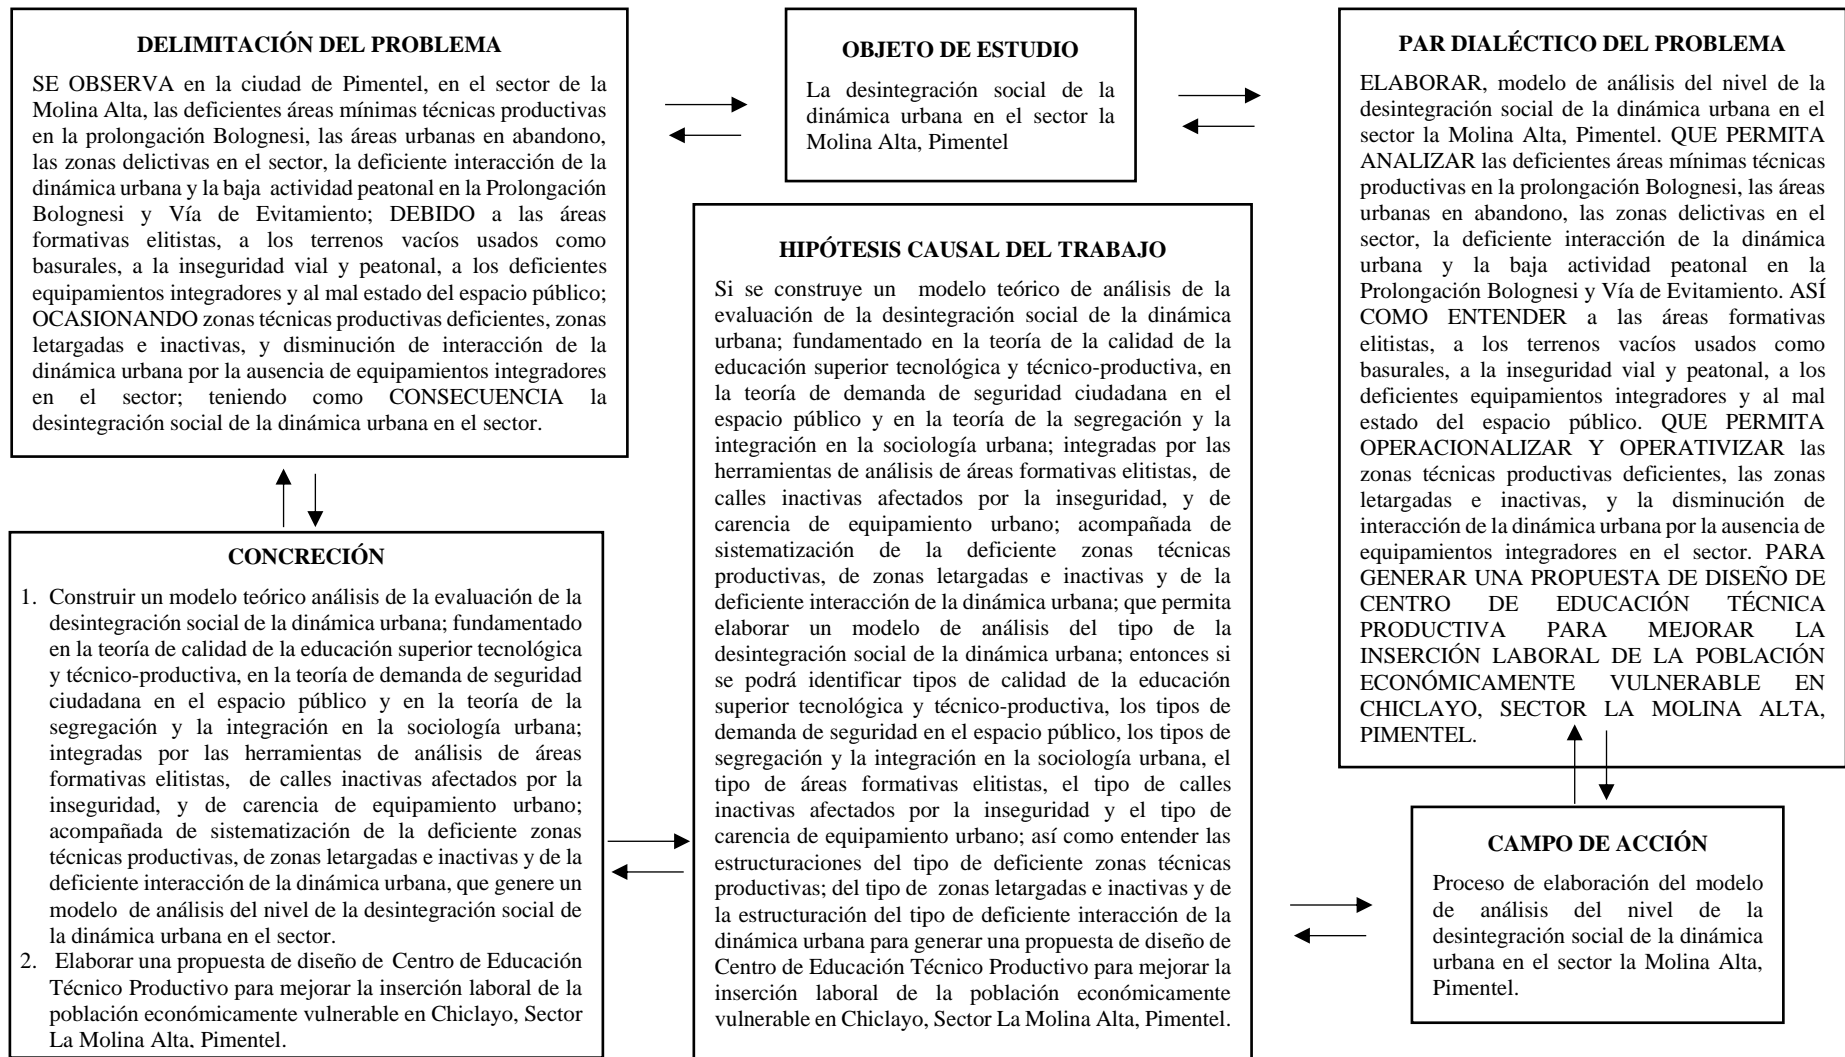 DELIMITACIÓN DEL PROBLEMA
SE OBSERVA en la ciudad de Pimentel, en el sector de la
Molina Alta, las deficientes áreas mínimas técnicas productivas
en la prolongación Bolognesi, las áreas urbanas en abandono,
las zonas delictivas en el sector, la deficiente interacción de la
dinámica urbana y la baja actividad peatonal en la Prolongación
Bolognesi y Vía de Evitamiento; DEBIDO a las áreas
formativas elitistas, a los terrenos vacíos usados como
basurales, a la inseguridad vial y peatonal, a los deficientes
equipamientos integradores y al mal estado del espacio público;
OCASIONANDO zonas técnicas productivas deficientes, zonas
letargadas e inactivas, y disminución de interacción de la
dinámica urbana por la ausencia de equipamientos integradores
en el sector; teniendo como CONSECUENCIA la
desintegración social de la dinámica urbana en el sector.
OBJETO DE ESTUDIO
La desintegración social de la
dinámica urbana en el sector la
Molina Alta, Pimentel
PAR DIALÉCTICO DEL PROBLEMA
ELABORAR, modelo de análisis del nivel de la
desintegración social de la dinámica urbana en el
sector la Molina Alta, Pimentel. QUE PERMITA
ANALIZAR las deficientes áreas mínimas técnicas
productivas en la prolongación Bolognesi, las áreas
urbanas en abandono, las zonas delictivas en el
sector, la deficiente interacción de la dinámica
urbana y la baja actividad peatonal en la
Prolongación Bolognesi y Vía de Evitamiento. ASÍ
COMO ENTENDER a las áreas formativas
elitistas, a los terrenos vacíos usados como
basurales, a la inseguridad vial y peatonal, a los
deficientes equipamientos integradores y al mal
estado del espacio público. QUE PERMITA
OPERACIONALIZAR Y OPERATIVIZAR las
zonas técnicas productivas deficientes, las zonas
letargadas e inactivas, y la disminución de
interacción de la dinámica urbana por la ausencia de
equipamientos integradores en el sector. PARA
GENERAR UNA PROPUESTA DE DISEÑO DE
CENTRO DE EDUCACIÓN TÉCNICA
PRODUCTIVA PARA MEJORAR LA
INSERCIÓN LABORAL DE LA POBLACIÓN
ECONÓMICAMENTE VULNERABLE EN
CHICLAYO, SECTOR LA MOLINA ALTA,
PIMENTEL.
HIPÓTESIS CAUSAL DEL TRABAJO
Si se construye un modelo teórico de análisis de la
evaluación de la desintegración social de la dinámica
urbana; fundamentado en la teoría de la calidad de la
educación superior tecnológica y técnico-productiva, en
la teoría de demanda de seguridad ciudadana en el
espacio público y en la teoría de la segregación y la
integración en la sociología urbana; integradas por las
herramientas de análisis de áreas formativas elitistas, de
calles inactivas afectados por la inseguridad, y de
carencia de equipamiento urbano; acompañada de
sistematización de la deficiente zonas técnicas
productivas, de zonas letargadas e inactivas y de la
deficiente interacción de la dinámica urbana; que permita
elaborar un modelo de análisis del tipo de la
desintegración social de la dinámica urbana; entonces si
se podrá identificar tipos de calidad de la educación
superior tecnológica y técnico-productiva, los tipos de
demanda de seguridad en el espacio público, los tipos de
segregación y la integración en la sociología urbana, el
tipo de áreas formativas elitistas, el tipo de calles
inactivas afectados por la inseguridad y el tipo de
carencia de equipamiento urbano; así como entender las
estructuraciones del tipo de deficiente zonas técnicas
productivas; del tipo de zonas letargadas e inactivas y de
la estructuración del tipo de deficiente interacción de la
dinámica urbana para generar una propuesta de diseño de
Centro de Educación Técnico Productivo para mejorar la
inserción laboral de la población económicamente
vulnerable en Chiclayo, Sector La Molina Alta, Pimentel.
CONCRECIÓN
1. Construir un modelo teórico análisis de la evaluación de la
desintegración social de la dinámica urbana; fundamentado
en la teoría de calidad de la educación superior tecnológica
y técnico-productiva, en la teoría de demanda de seguridad
ciudadana en el espacio público y en la teoría de la
segregación y la integración en la sociología urbana;
integradas por las herramientas de análisis de áreas
formativas elitistas, de calles inactivas afectados por la
inseguridad, y de carencia de equipamiento urbano;
acompañada de sistematización de la deficiente zonas
técnicas productivas, de zonas letargadas e inactivas y de la
deficiente interacción de la dinámica urbana, que genere un
modelo de análisis del nivel de la desintegración social de
la dinámica urbana en el sector.
2. Elaborar una propuesta de diseño de Centro de Educación
Técnico Productivo para mejorar la inserción laboral de la
población económicamente vulnerable en Chiclayo, Sector
La Molina Alta, Pimentel.
CAMPO DE ACCIÓN
Proceso de elaboración del modelo
de análisis del nivel de la
desintegración social de la dinámica
urbana en el sector la Molina Alta,
Pimentel.